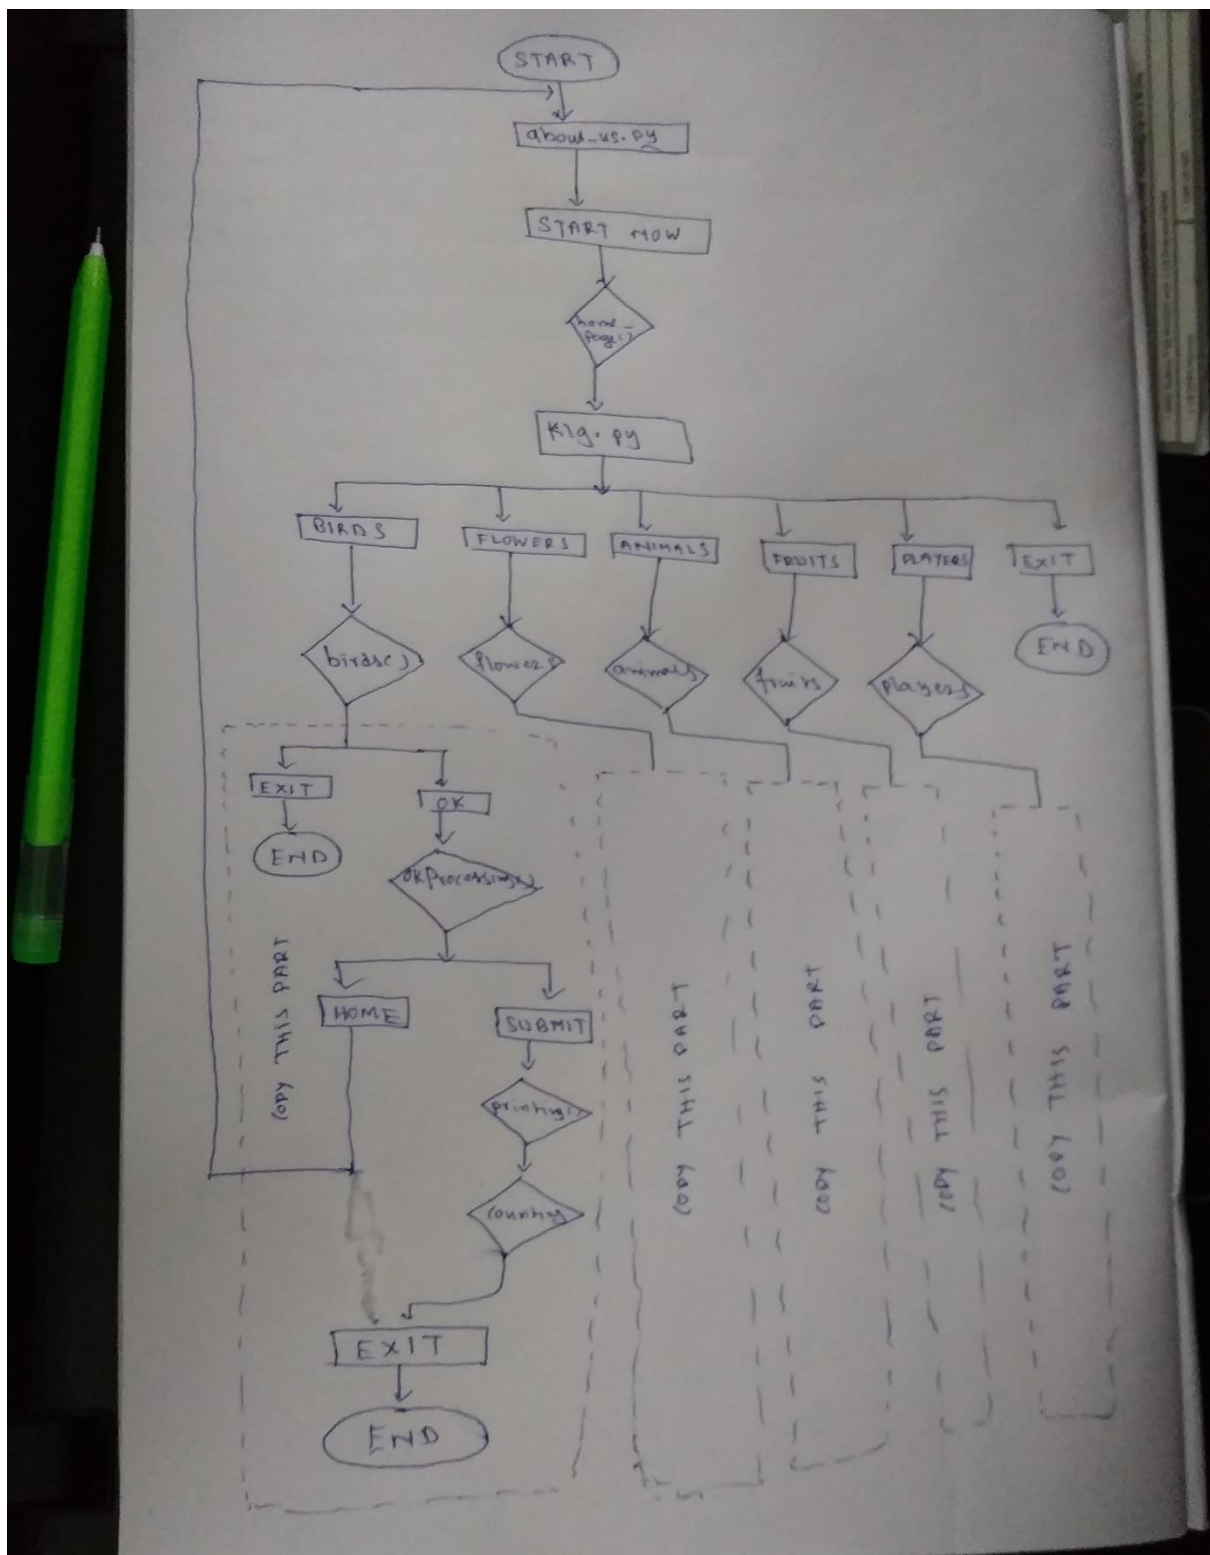 START
about_us.py
START NOW
home_
page()
Klg.py
BIRDS
FLOWERS
ANIMALS
FRUITS
PLAYERS
EXIT
birds()
flowers
animals
fruits
players
END
EXIT
OK
END
okprocessing()
HOME
SUBMIT
COPY THIS PART
printing()
counting
EXIT
END
COPY THIS PART
COPY THIS PART
COPY THIS PART
COPY THIS PART